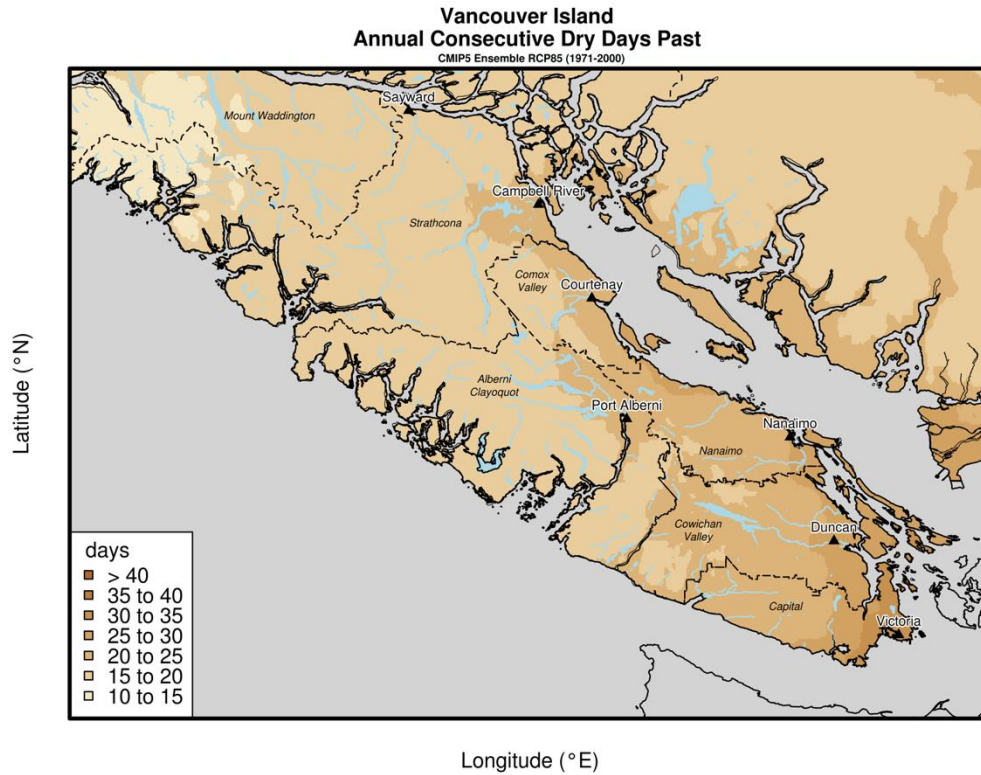 Vancouver Island
Annual Consecutive Dry Days Past
CMIP5 Ensemble RCP85 (1971-2000)
Sayward
Mount Waddington
Campbell River
Strathcona
Comox
Valley
Courtenay
Alberni
Clayoquot
Port Alberni
Nanaimo
Nanaimo
Cowichan
Valley
Duncan
Capital
Victoria
days
> 40
35 to 40
30 to 35
25 to 30
20 to 25
15 to 20
10 to 15
Latitude (°N)
Longitude (°E)